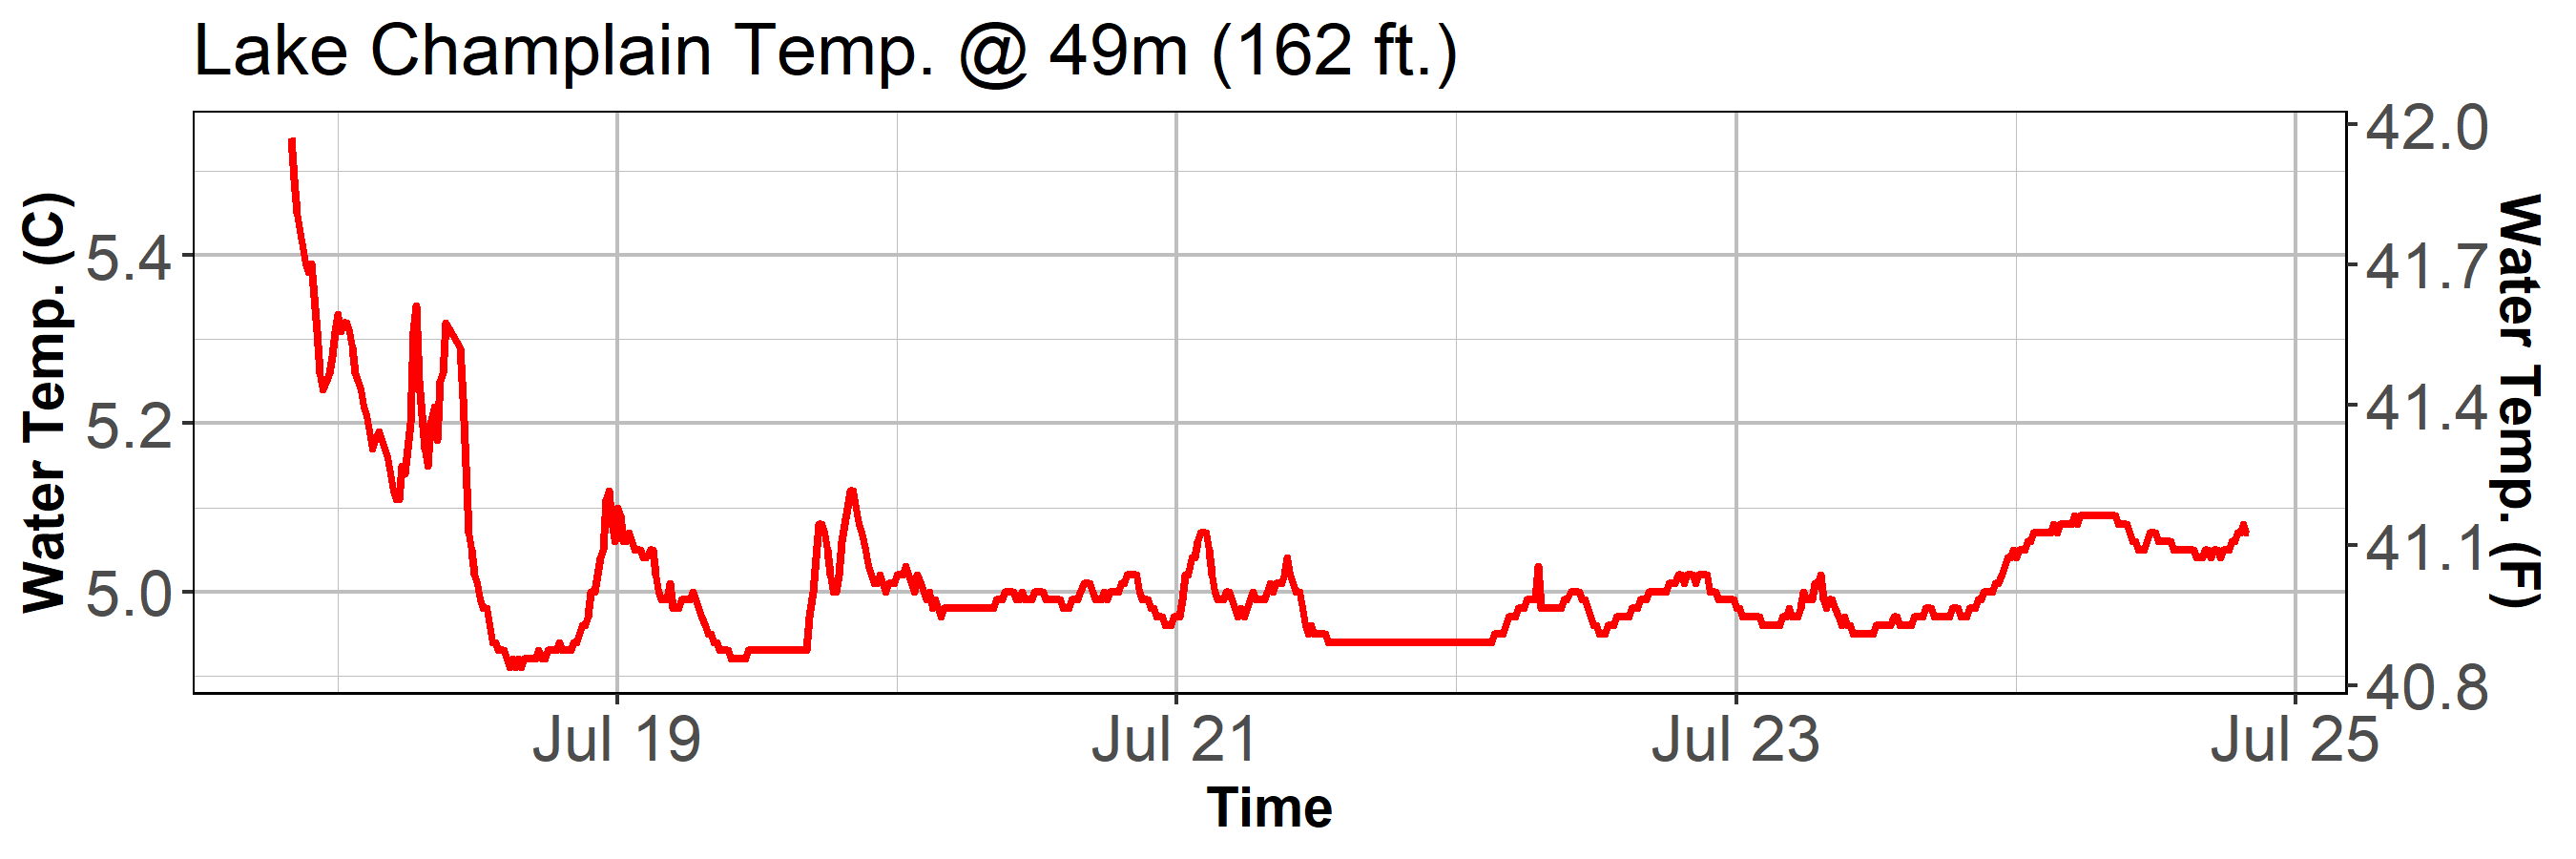 Lake Champlain Temp. @ 49m (162 ft.)
Water Temp. (C)
5.4
5.2
5.0
42.0
41.7
41.4
41.1
40.8
Water Temp. (F)
Jul 19 Jul 21 Jul 23 Jul 25
Time